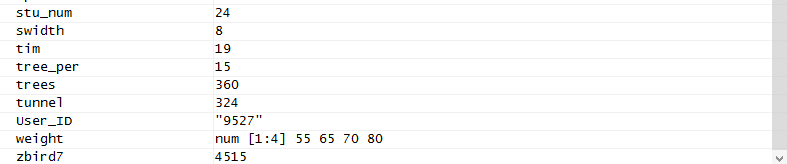 stu_num 24
swidth 8
tim 19
tree_per 15
trees 360
tunnel 324
User_ID "9527"
weight num [1:4] 55 65 70 80
zbird7 4515